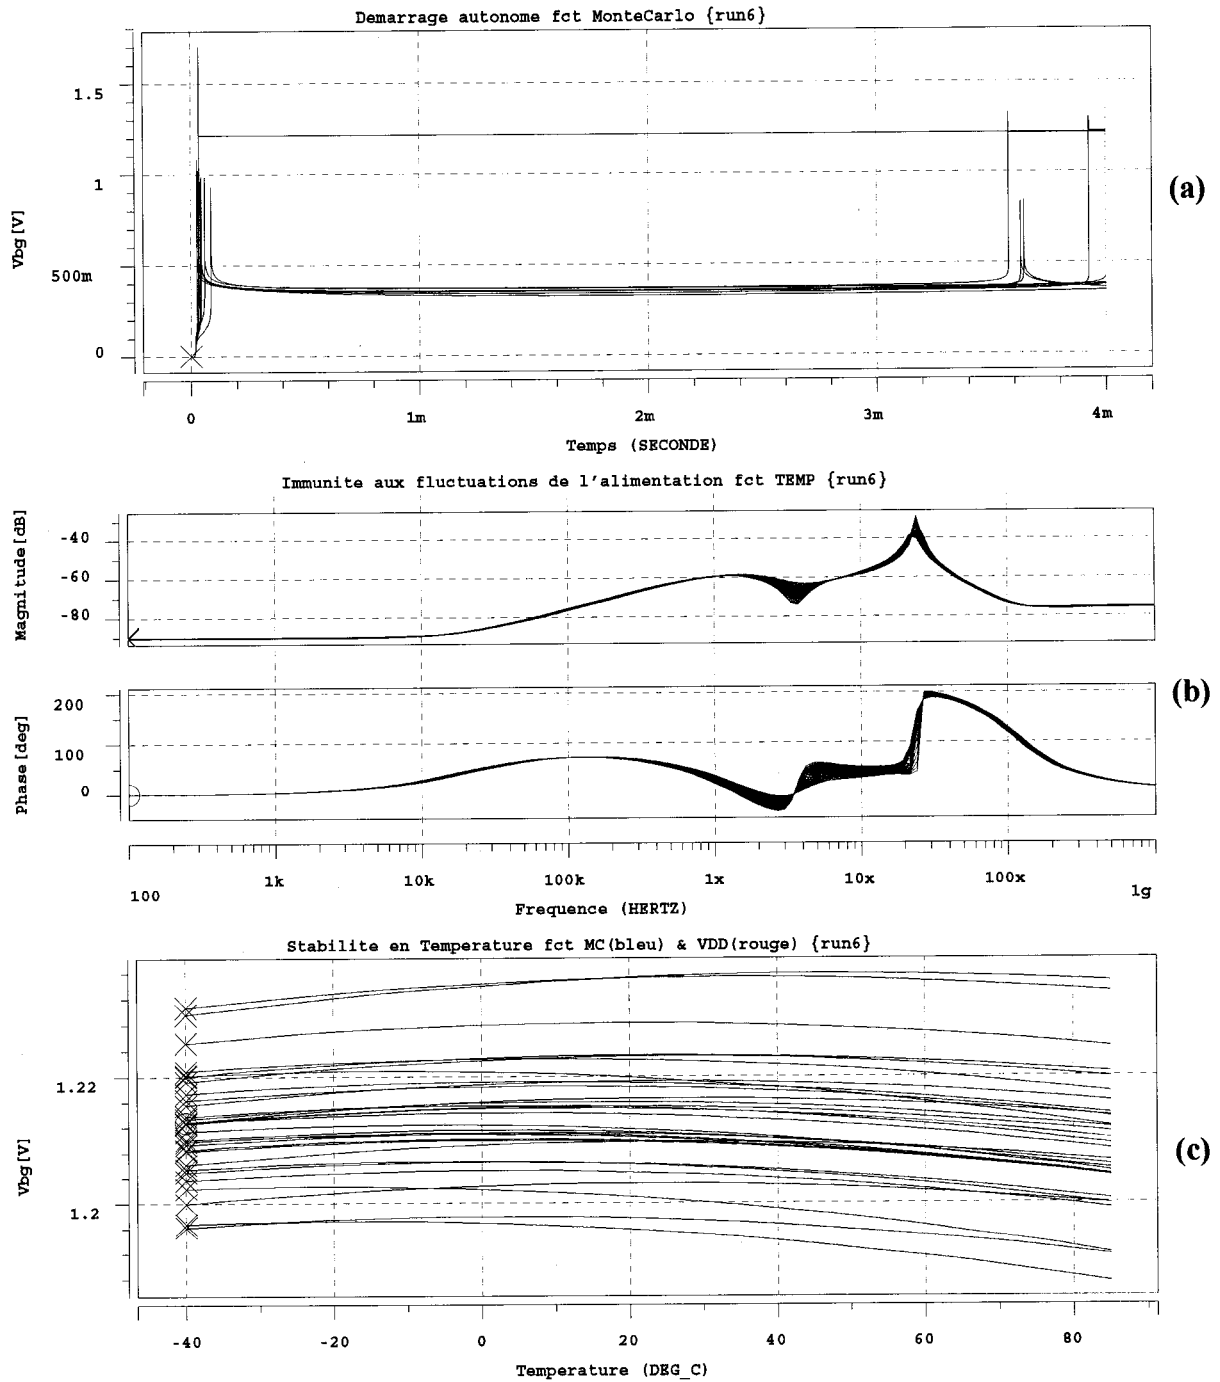 Demarrage autonome fct MonteCarlo {run6}
1.5
1
500m
0
Vbg[V]
(a)
0 1m 2m 3m 4m
Temps (SECONDE)
Immunite aux fluctuations de l'alimentation fct TEMP {run6}
-40
-60
-80
Magnitude[dB]
200
100
0
Phase[deg]
(b)
100 1k 10k 100k 1x 10x 100x 1g
Frequence (HERTZ)
Stabilite en Temperature fct MC(bleu) & VDD(rouge) {run6}
1.22
1.2
Vbg[V]
(c)
-40 -20 0 20 40 60 80
Temperature (DEG_C)